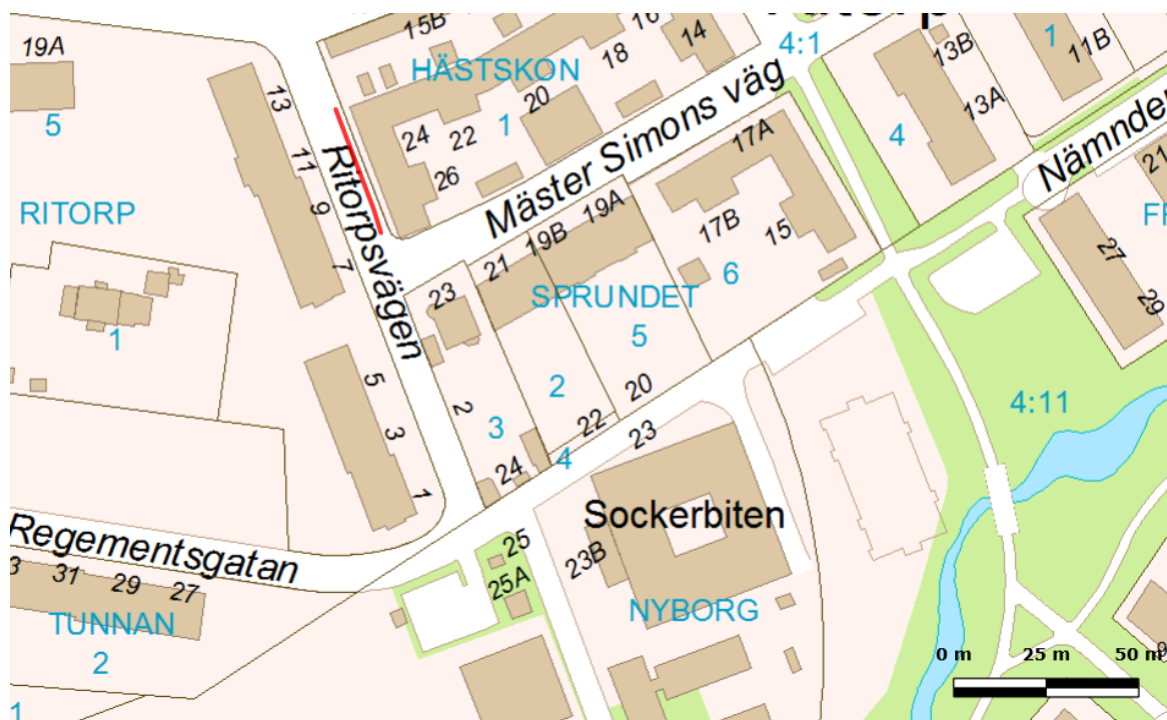 15B
16
14
4:1
13B
1
11B
19A
HÄSTSKON
18
13
20
13A
5
24
22
1
17A
4
11
26
Mäster Simons väg
Ritorpsvägen
RITORP
9
19A
17B
15
21
7
19B
21
6
27
23
SPRUNDET
29
1
5
5
2
20
4:11
2
3
22
23
3
4
24
1
Sockerbiten
Regementsgatan
25
23B
31
29
27
25A
TUNNAN
NYBORG
2
0 m 25 m 50 m
1